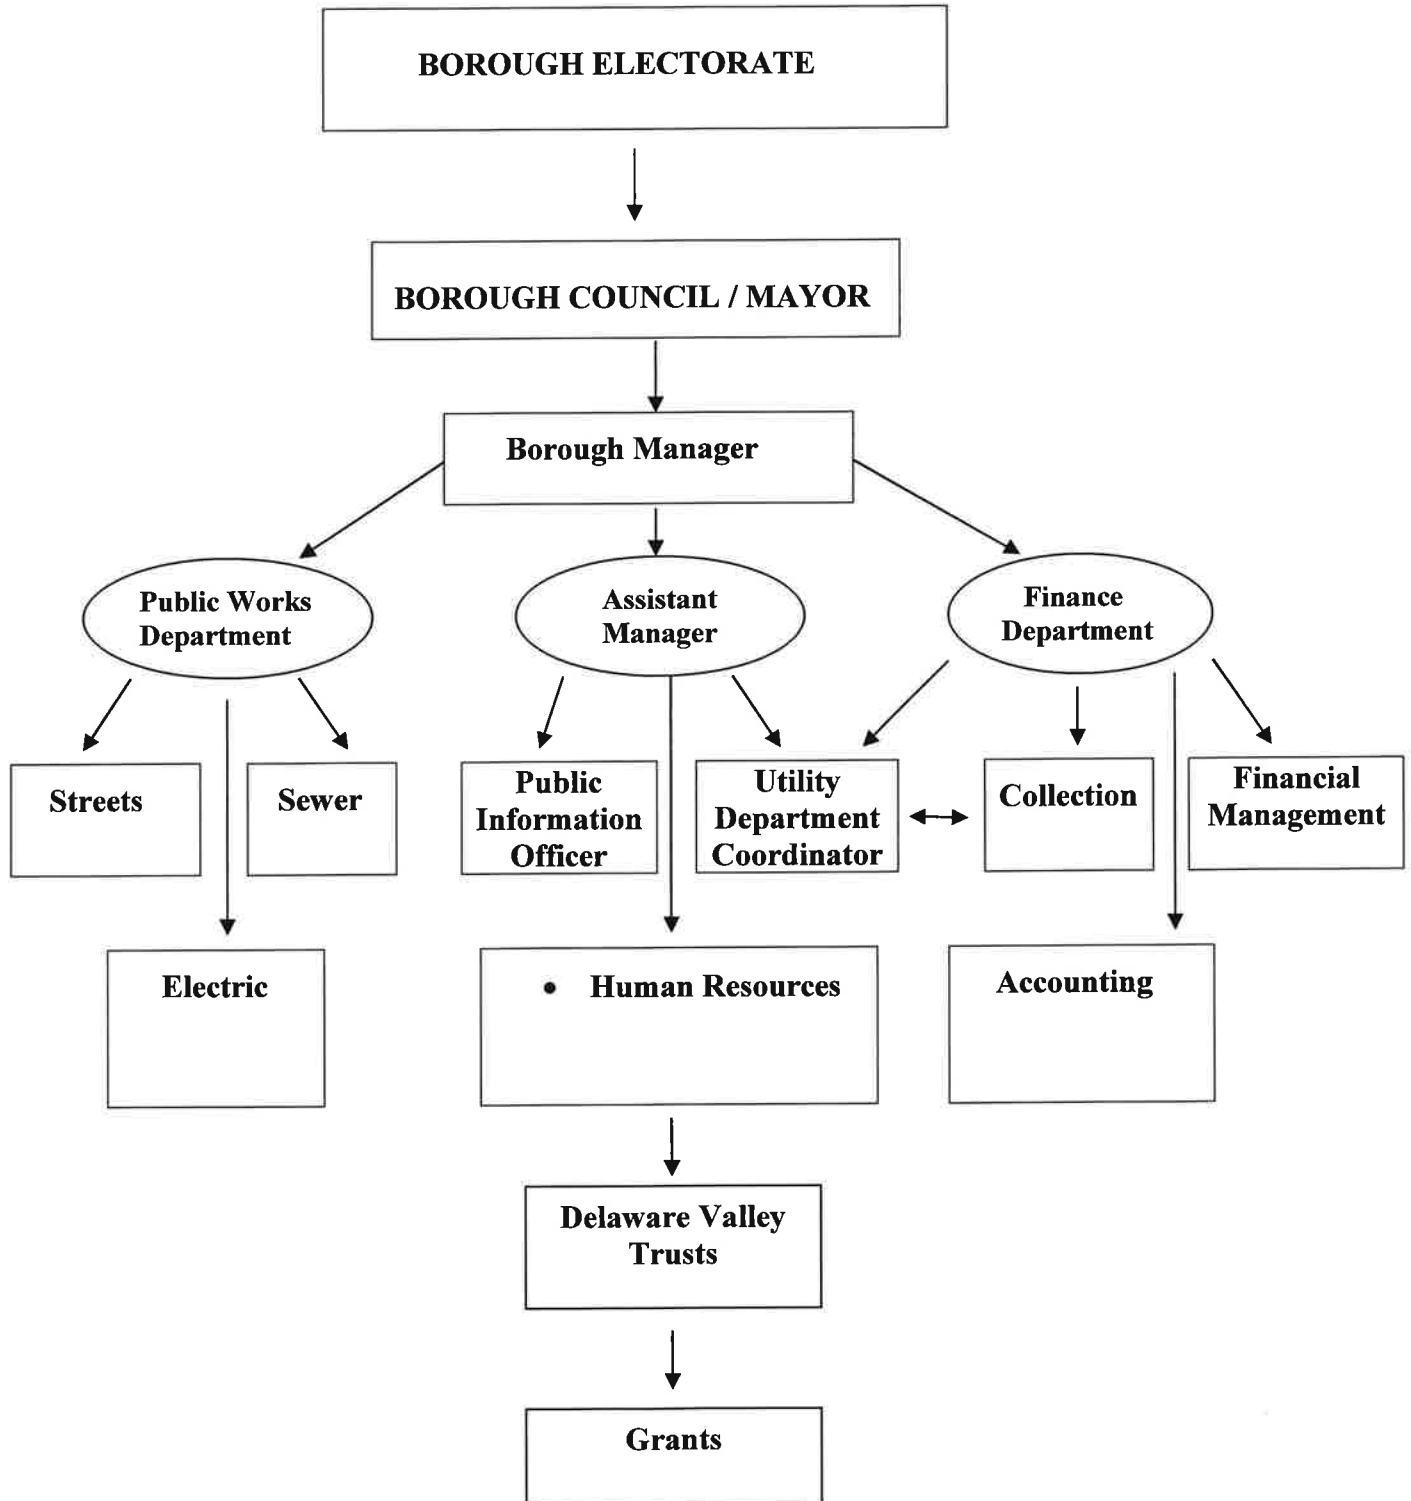 BOROUGH ELECTORATE
BOROUGH COUNCIL / MAYOR
Borough Manager
Public Works
Department
Assistant
Manager
Finance
Department
Streets
Sewer
Public
Information
Officer
Utility
Department
Coordinator
Collection
Financial
Management
Electric
• Human Resources
Accounting
Delaware Valley
Trusts
Grants